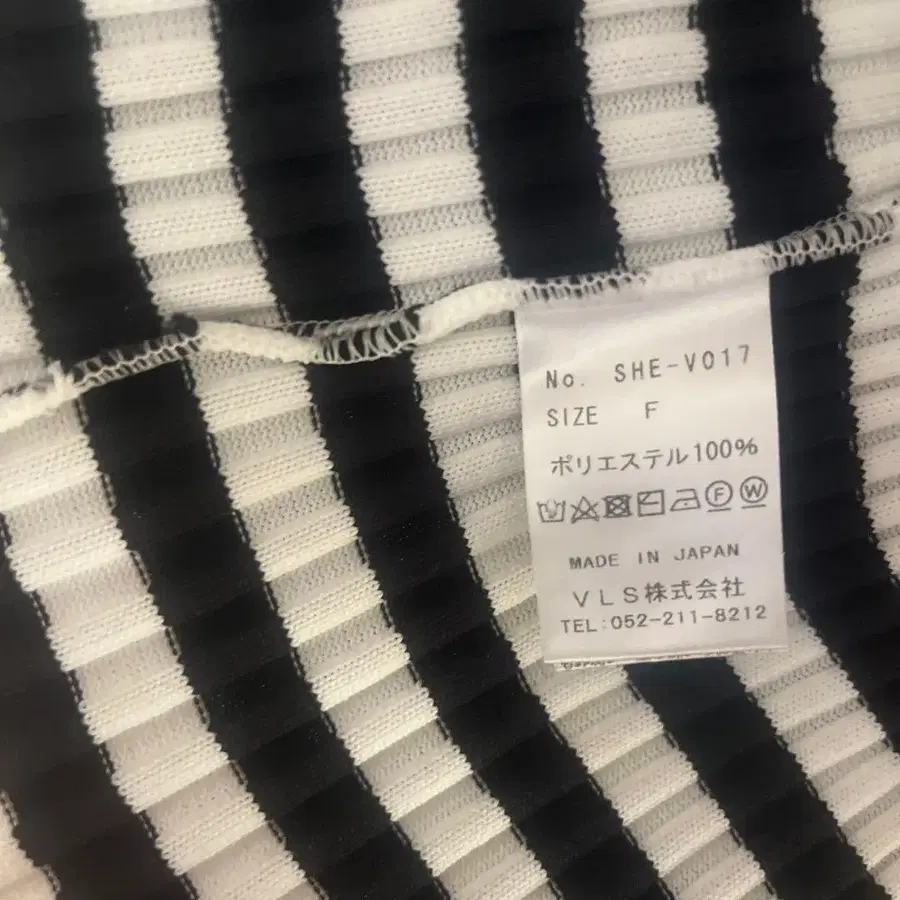 No. SHE-V017
SIZE F
ポリエステル100%
F W
MADE IN JAPAN
VLS株式会社
TEL:052-211-8212